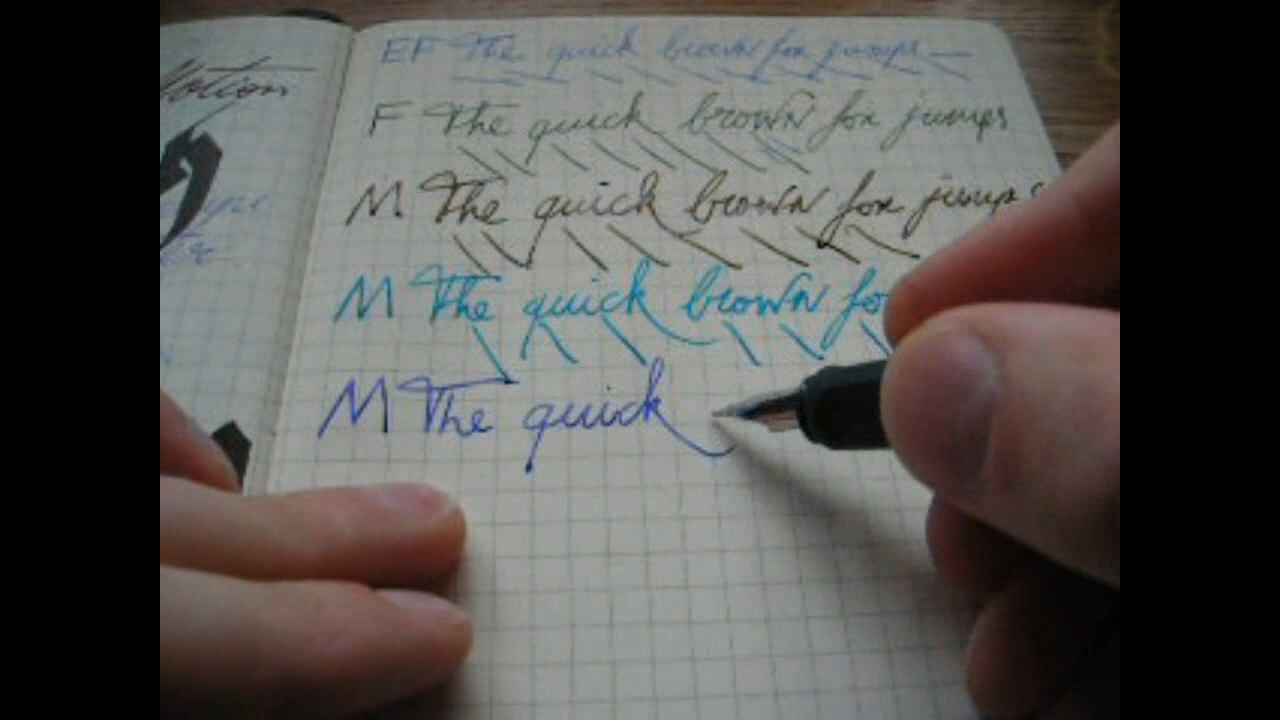 Notion
EF The quick brown fox jumps
F The quick brown fox jumps
M The quick brown fox jumps
M The quick brown fo
M The quick